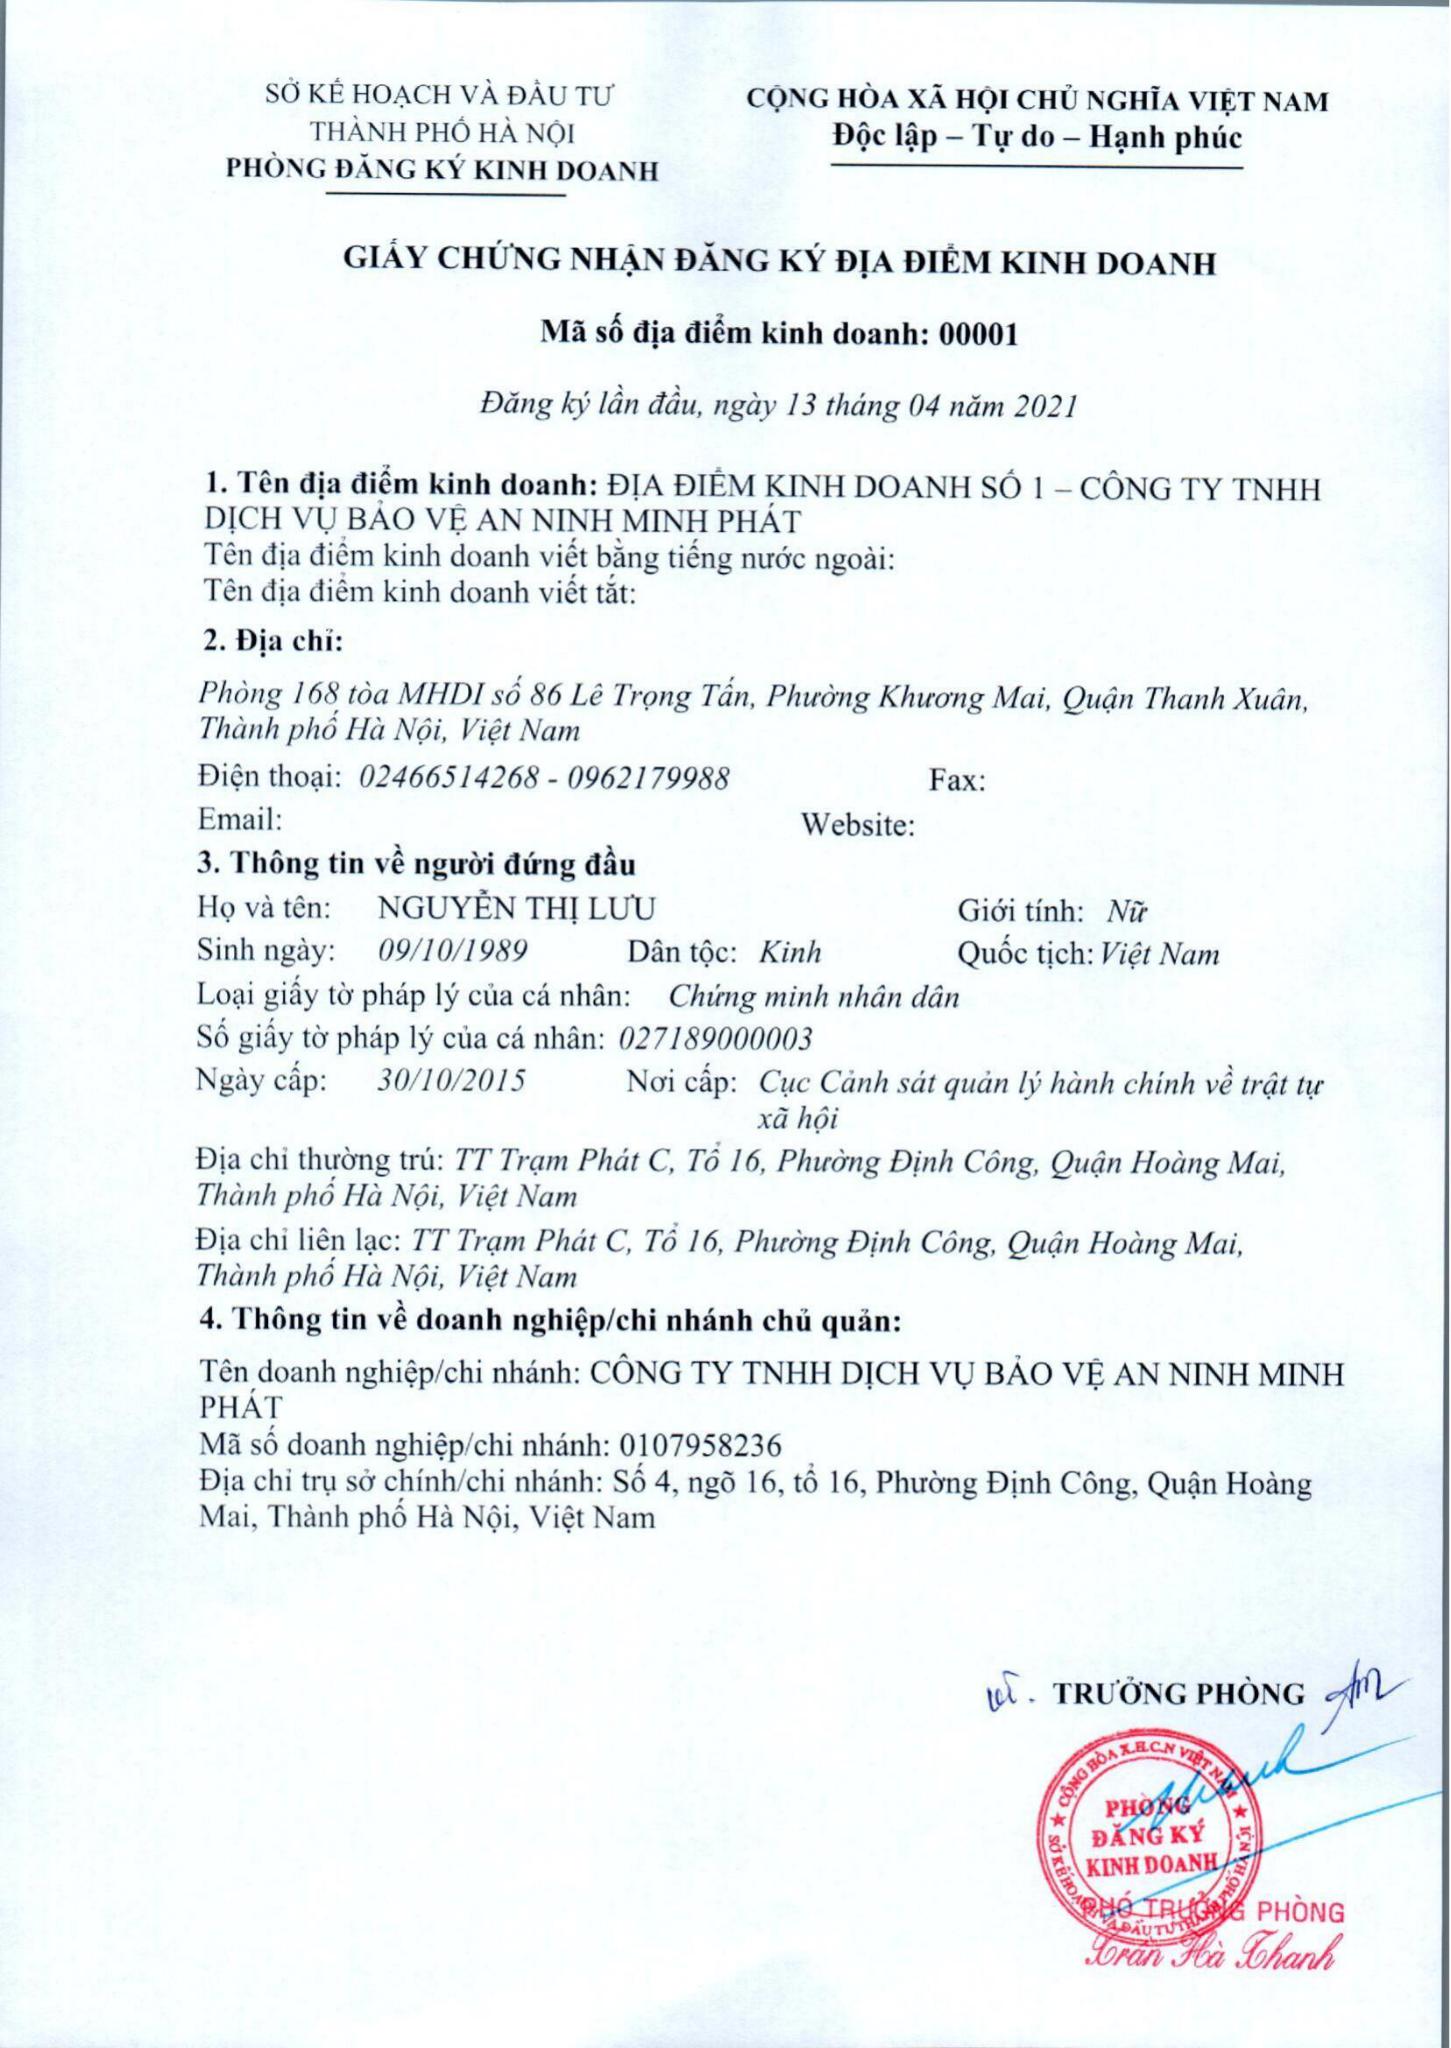 SỞ KẾ HOẠCH VÀ ĐẦU TƯ
THÀNH PHỐ HÀ NỘI
PHÒNG ĐĂNG KÝ KINH DOANH
CỘNG HÒA XÃ HỘI CHỦ NGHĨA VIỆT NAM
Độc lập – Tự do – Hạnh phúc
GIẤY CHỨNG NHẬN ĐĂNG KÝ ĐỊA ĐIỂM KINH DOANH
Mã số địa điểm kinh doanh: 00001
Đăng ký lần đầu, ngày 13 tháng 04 năm 2021
1. Tên địa điểm kinh doanh: ĐỊA ĐIỂM KINH DOANH SỐ 1 – CÔNG TY TNHH
DỊCH VỤ BẢO VỆ AN NINH MINH PHÁT
Tên địa điểm kinh doanh viết bằng tiếng nước ngoài:
Tên địa điểm kinh doanh viết tắt:
2. Địa chỉ:
Phòng 168 tòa MHDI số 86 Lê Trọng Tấn, Phường Khương Mai, Quận Thanh Xuân,
Thành phố Hà Nội, Việt Nam
Điện thoại: 02466514268 - 0962179988 Fax:
Email: Website:
3. Thông tin về người đứng đầu
Họ và tên: NGUYỄN THỊ LƯU Giới tính: Nữ
Sinh ngày: 09/10/1989 Dân tộc: Kinh Quốc tịch: Việt Nam
Loại giấy tờ pháp lý của cá nhân: Chứng minh nhân dân
Số giấy tờ pháp lý của cá nhân: 027189000003
Ngày cấp: 30/10/2015 Nơi cấp: Cục Cảnh sát quản lý hành chính về trật tự
xã hội
Địa chỉ thường trú: TT Trạm Phát C, Tổ 16, Phường Định Công, Quận Hoàng Mai,
Thành phố Hà Nội, Việt Nam
Địa chỉ liên lạc: TT Trạm Phát C, Tổ 16, Phường Định Công, Quận Hoàng Mai,
Thành phố Hà Nội, Việt Nam
4. Thông tin về doanh nghiệp/chi nhánh chủ quản:
Tên doanh nghiệp/chi nhánh: CÔNG TY TNHH DỊCH VỤ BẢO VỆ AN NINH MINH
PHÁT
Mã số doanh nghiệp/chi nhánh: 0107958236
Địa chỉ trụ sở chính/chi nhánh: Số 4, ngõ 16, tổ 16, Phường Định Công, Quận Hoàng
Mai, Thành phố Hà Nội, Việt Nam
TRƯỞNG PHÒNG
CỘNG HÒA X.H.C.N VIỆT NAM
PHÒNG
ĐĂNG KÝ
KINH DOANH
SỞ KẾ HOẠCH VÀ ĐẦU TƯ THÀNH PHỐ HÀ NỘI
PHÓ TRƯỞNG PHÒNG
Trần Hà Thanh